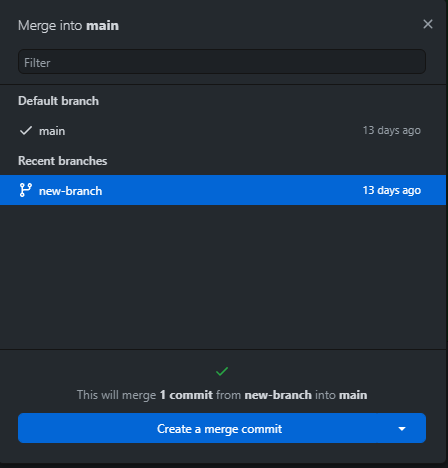 Merge into main
Filter
Default branch
main 13 days ago
Recent branches
new-branch 13 days ago
This will merge 1 commit from new-branch into main
Create a merge commit